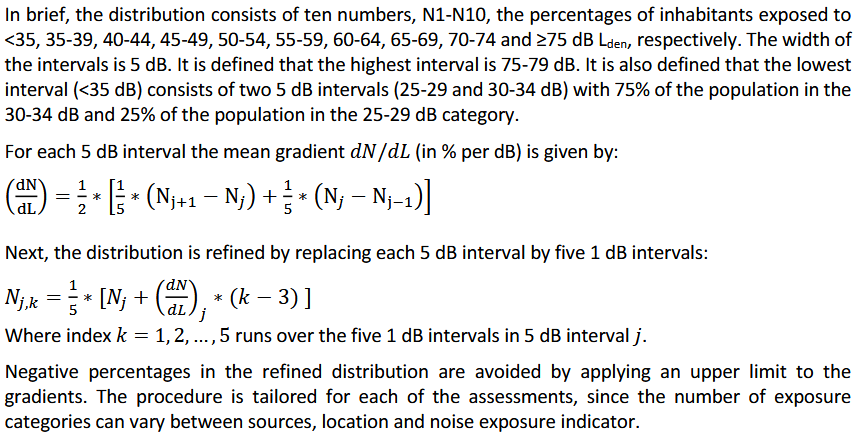 In brief, the distribution consists of ten numbers, N1-N10, the percentages of inhabitants exposed to
<35, 35-39, 40-44, 45-49, 50-54, 55-59, 60-64, 65-69, 70-74 and ≥75 dB Lden, respectively. The width of
the intervals is 5 dB. It is defined that the highest interval is 75-79 dB. It is also defined that the lowest
interval (<35 dB) consists of two 5 dB intervals (25-29 and 30-34 dB) with 75% of the population in the
30-34 dB and 25% of the population in the 25-29 dB category.
For each 5 dB interval the mean gradient dN/dL (in % per dB) is given by:
(dN/dL) = 1/2 * [1/5 * (N_{j+1} − N_j) + 1/5 * (N_j − N_{j−1})]
Next, the distribution is refined by replacing each 5 dB interval by five 1 dB intervals:
N_{j,k} = 1/5 * [N_j + (dN/dL)_j * (k − 3) ]
Where index k = 1, 2, ..., 5 runs over the five 1 dB intervals in 5 dB interval j.
Negative percentages in the refined distribution are avoided by applying an upper limit to the
gradients. The procedure is tailored for each of the assessments, since the number of exposure
categories can vary between sources, location and noise exposure indicator.